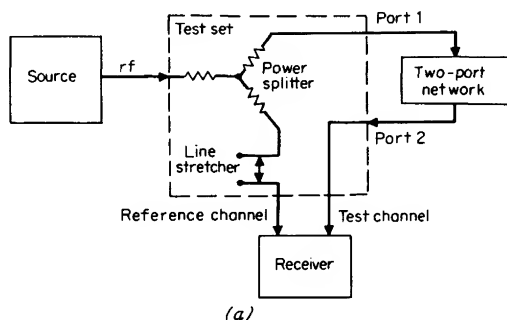 Test set
Port 1
Source
rf
Power
splitter
Two-port
network
Port 2
Line
stretcher
Reference channel
Test channel
Receiver
(a)